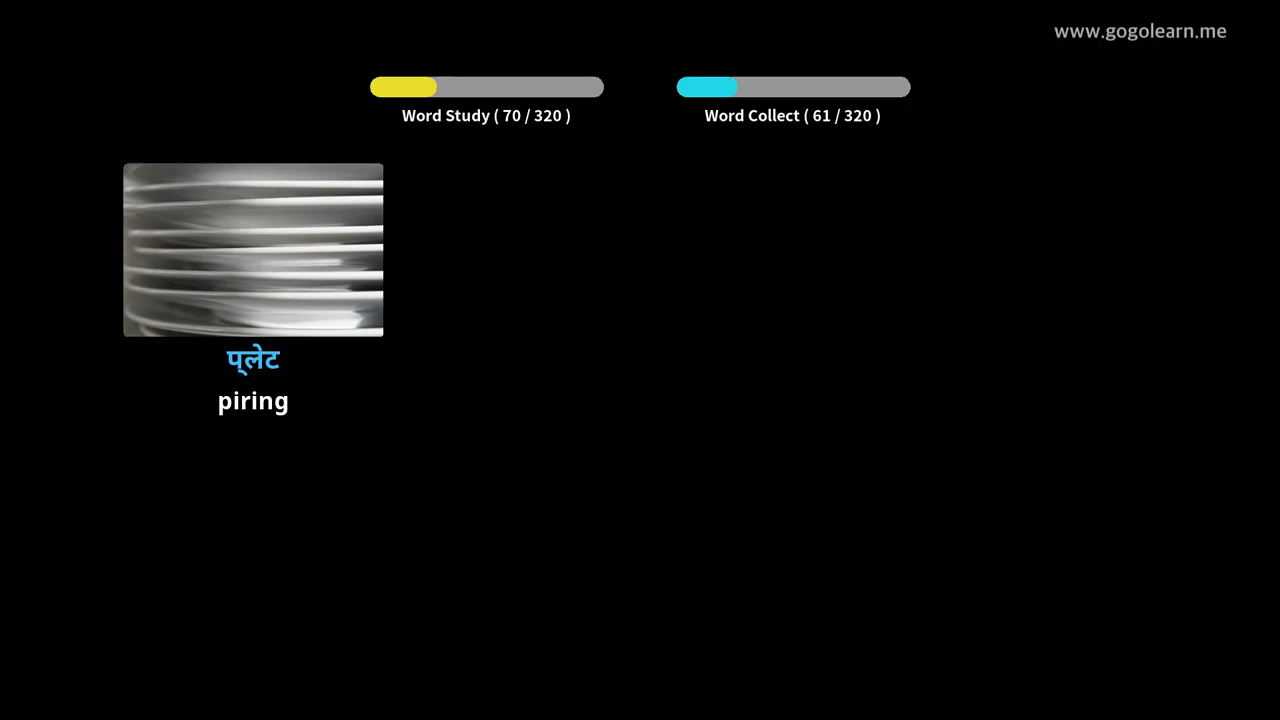 www.gogolearn.me
Word Study ( 70 / 320 )
Word Collect ( 61 / 320 )
प्लेट
piring